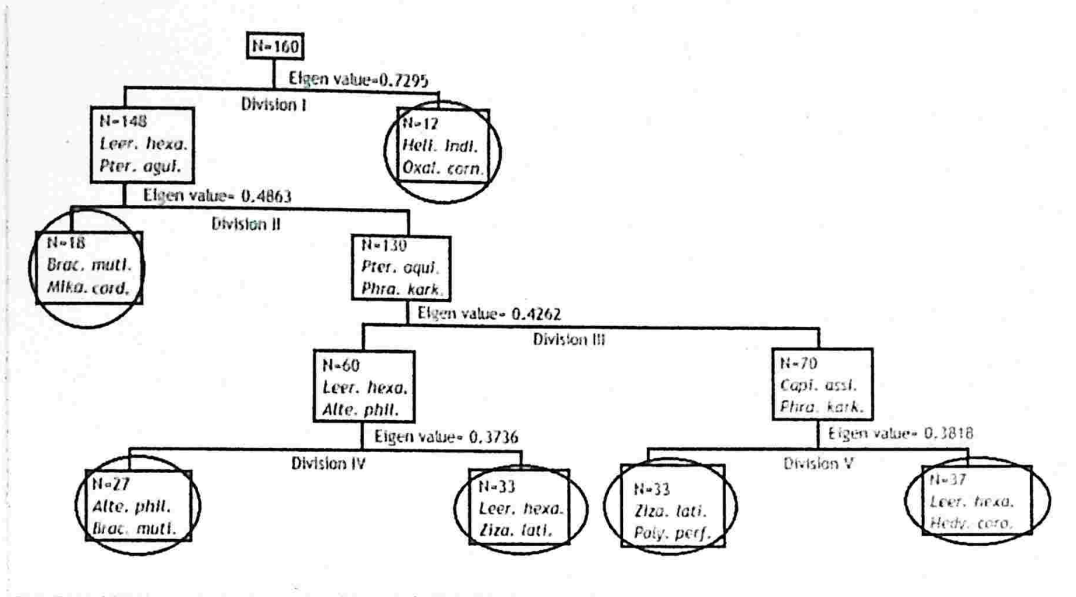 N=160
Eigen value=0.7295
Division I
N=148
Leer. hexa.
Pter. aqui.
N=12
Heli. indi.
Oxal. corn.
Eigen value= 0.4863
Division II
N=18
Brac. muti.
Mika. cord.
N=130
Pter. aqui.
Phra. kark.
Eigen value= 0.4262
Division III
N=60
Leer. hexa.
Alte. phil.
N=70
Capi. assi.
Phra. kark.
Eigen value= 0.3736
Division IV
Eigen value= 0.3818
Division V
N=27
Alte. phil.
Brac. muti.
N=33
Leer. hexa.
Ziza. lati.
N=33
Ziza. lati.
Poly. perf.
N=37
Leer. hexa.
Hedy. coro.